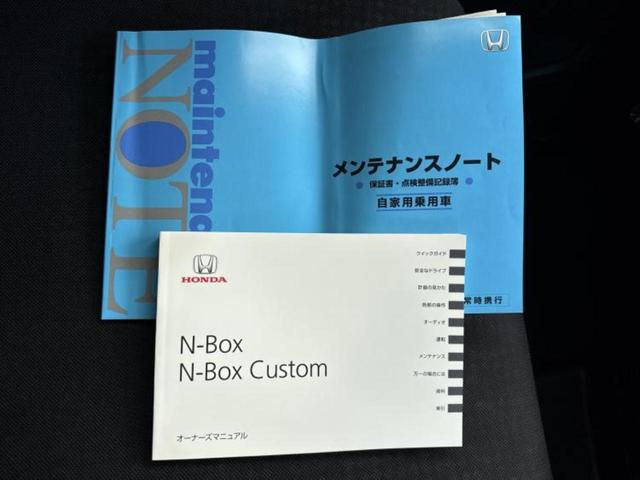 maintena
NOTE
メンテナンスノート
保証書・点検整備記録簿
自家用乗用車
常時携行
HONDA
N-Box
N-Box Custom
オーナーズマニュアル
クイックガイド
安全なドライブ
計器の見かた
各部の操作
オーディオ
運転
メンテナンス
万一の場合には
資料
索引